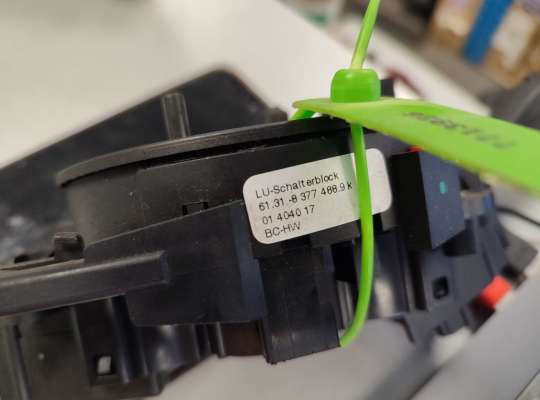 LU-Schalterblock
61.31-8 377 488.9 k
01 4040 17
BC-HW